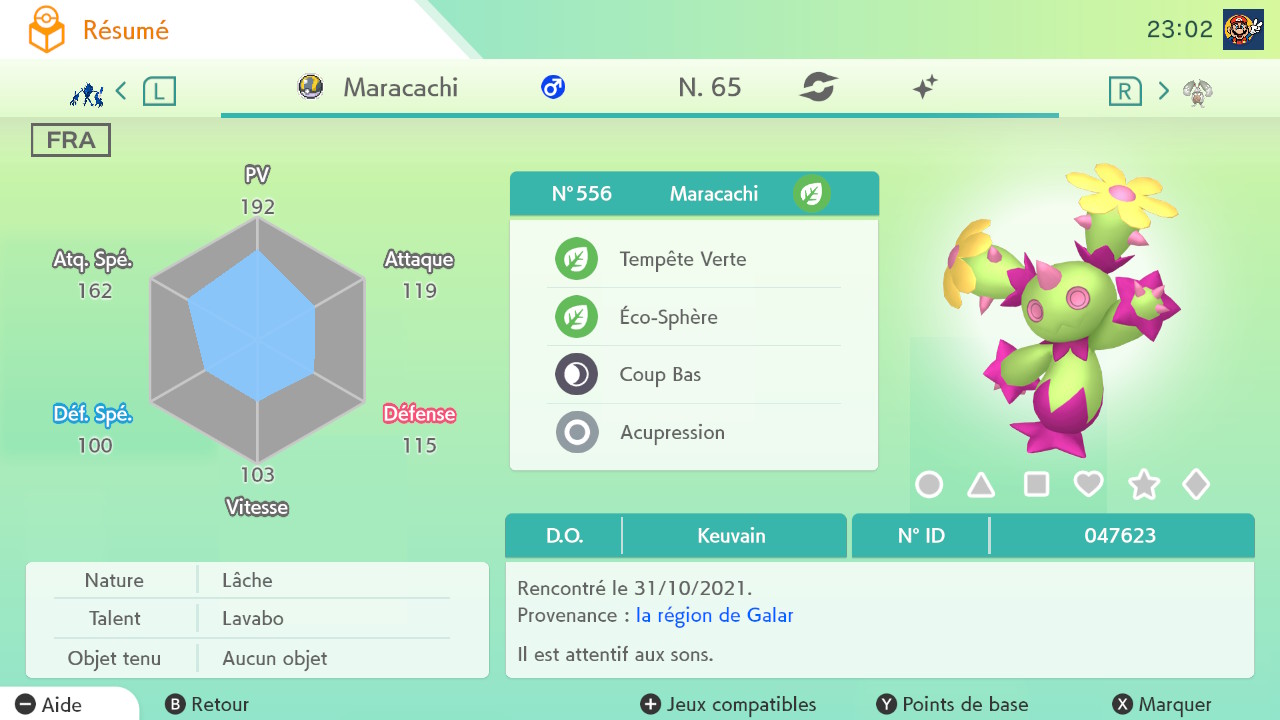 Résumé
23:02
L
Maracachi
N. 65
R
FRA
PV
192
Atq. Spé.
162
Attaque
119
Déf. Spé.
100
Défense
115
103
Vitesse
N° 556 Maracachi
Tempête Verte
Éco-Sphère
Coup Bas
Acupression
D.O. Keuvain
N° ID 047623
Rencontré le 31/10/2021.
Provenance : la région de Galar
Il est attentif aux sons.
Nature Lâche
Talent Lavabo
Objet tenu Aucun objet
Aide
B Retour
Jeux compatibles
Y Points de base
X Marquer